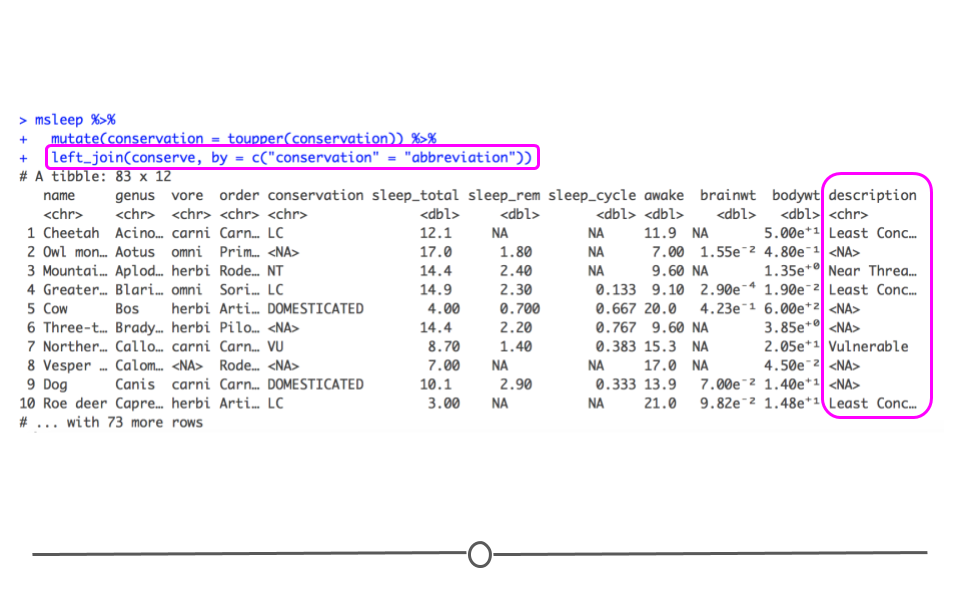 > msleep %>%
+   mutate(conservation = toupper(conservation)) %>%
+   left_join(conserve, by = c("conservation" = "abbreviation"))
# A tibble: 83 x 12
   name     genus  vore  order conservation sleep_total sleep_rem sleep_cycle awake  brainwt  bodywt description
   <chr>    <chr>  <chr> <chr> <chr>              <dbl>     <dbl>       <dbl> <dbl>    <dbl>   <dbl> <chr>
 1 Cheetah  Acino… carni Carn… LC                 12.1     NA          NA     11.9  NA       5.00e⁺¹ Least Conc…
 2 Owl mon… Aotus  omni  Prim… <NA>               17.0      1.80       NA      7.00  1.55e⁻² 4.80e⁻¹ <NA>
 3 Mountai… Aplod… herbi Rode… NT                 14.4      2.40       NA      9.60 NA       1.35e⁺⁰ Near Threa…
 4 Greater… Blari… omni  Sori… LC                 14.9      2.30        0.133  9.10  2.90e⁻⁴ 1.90e⁻² Least Conc…
 5 Cow      Bos    herbi Arti… DOMESTICATED        4.00     0.700       0.667 20.0   4.23e⁻¹ 6.00e⁺² <NA>
 6 Three-t… Brady… herbi Pilo… <NA>               14.4      2.20        0.767  9.60 NA       3.85e⁺⁰ <NA>
 7 Norther… Callo… carni Carn… VU                  8.70     1.40        0.383 15.3  NA       2.05e⁺¹ Vulnerable
 8 Vesper … Calom… <NA>  Rode… <NA>                7.00    NA          NA     17.0  NA       4.50e⁻² <NA>
 9 Dog      Canis  carni Carn… DOMESTICATED       10.1      2.90        0.333 13.9   7.00e⁻² 1.40e⁺¹ <NA>
10 Roe deer Capre… herbi Arti… LC                  3.00    NA          NA     21.0   9.82e⁻² 1.48e⁺¹ Least Conc…
# ... with 73 more rows